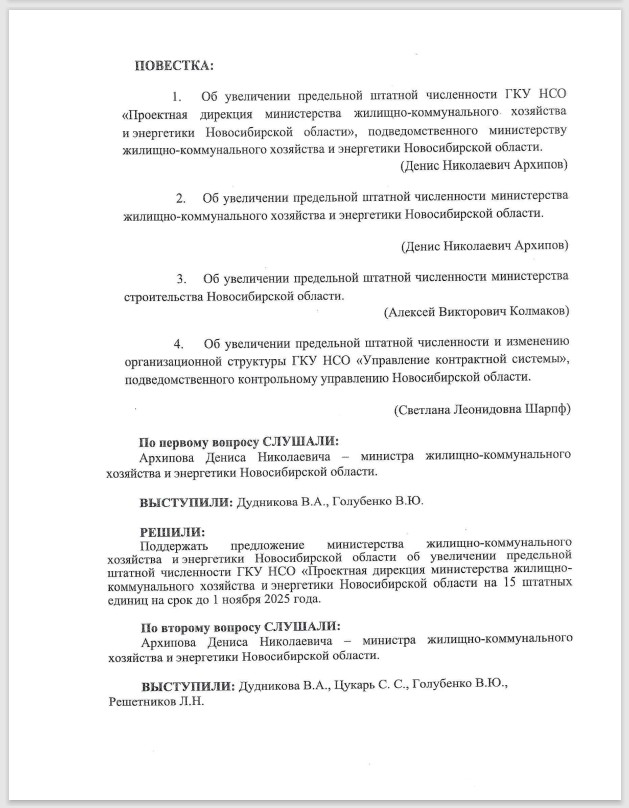 ПОВЕСТКА:
1. Об увеличении предельной штатной численности ГКУ НСО
«Проектная дирекция министерства жилищно-коммунального хозяйства
и энергетики Новосибирской области», подведомственного министерству
жилищно-коммунального хозяйства и энергетики Новосибирской области.
(Денис Николаевич Архипов)
2. Об увеличении предельной штатной численности министерства
жилищно-коммунального хозяйства и энергетики Новосибирской области.
(Денис Николаевич Архипов)
3. Об увеличении предельной штатной численности министерства
строительства Новосибирской области.
(Алексей Викторович Колмаков)
4. Об увеличении предельной штатной численности и изменению
организационной структуры ГКУ НСО «Управление контрактной системы»,
подведомственного контрольному управлению Новосибирской области.
(Светлана Леонидовна Шарпф)
По первому вопросу СЛУШАЛИ:
Архипова Дениса Николаевича – министра жилищно-коммунального
хозяйства и энергетики Новосибирской области.
ВЫСТУПИЛИ: Дудникова В.А., Голубенко В.Ю.
РЕШИЛИ:
Поддержать предложение министерства жилищно-коммунального
хозяйства и энергетики Новосибирской области об увеличении предельной
штатной численности ГКУ НСО «Проектная дирекция министерства жилищно-
коммунального хозяйства и энергетики Новосибирской области на 15 штатных
единиц на срок до 1 ноября 2025 года.
По второму вопросу СЛУШАЛИ:
Архипова Дениса Николаевича – министра жилищно-коммунального
хозяйства и энергетики Новосибирской области.
ВЫСТУПИЛИ: Дудникова В.А., Цукарь С. С., Голубенко В.Ю.,
Решетников Л.Н.